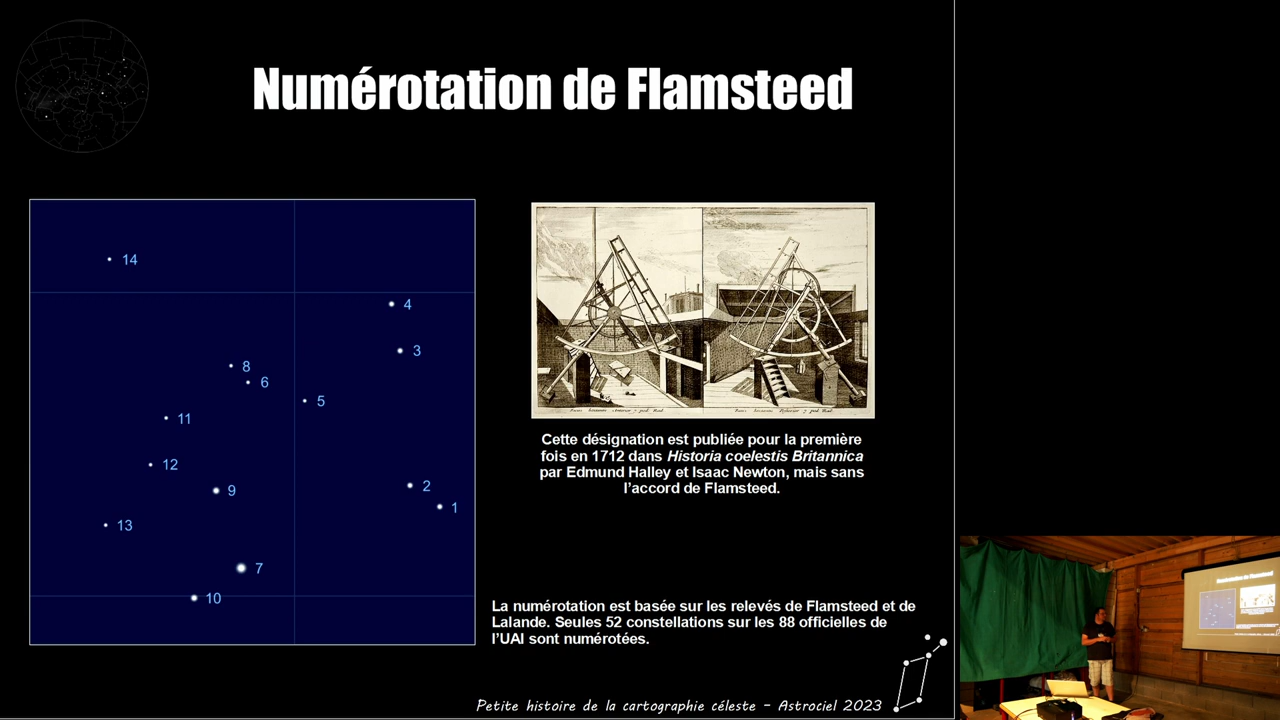 Numérotation de Flamsteed
14
4
3
8
6
5
11
12
9
2
1
13
7
10
Cette désignation est publiée pour la première
fois en 1712 dans Historia coelestis Britannica
par Edmund Halley et Isaac Newton, mais sans
l'accord de Flamsteed.
La numérotation est basée sur les relevés de Flamsteed et de
Lalande. Seules 52 constellations sur les 88 officielles de
l'UAI sont numérotées.
Petite histoire de la cartographie céleste – Astrociel 2023
Numérotation de Flamsteed